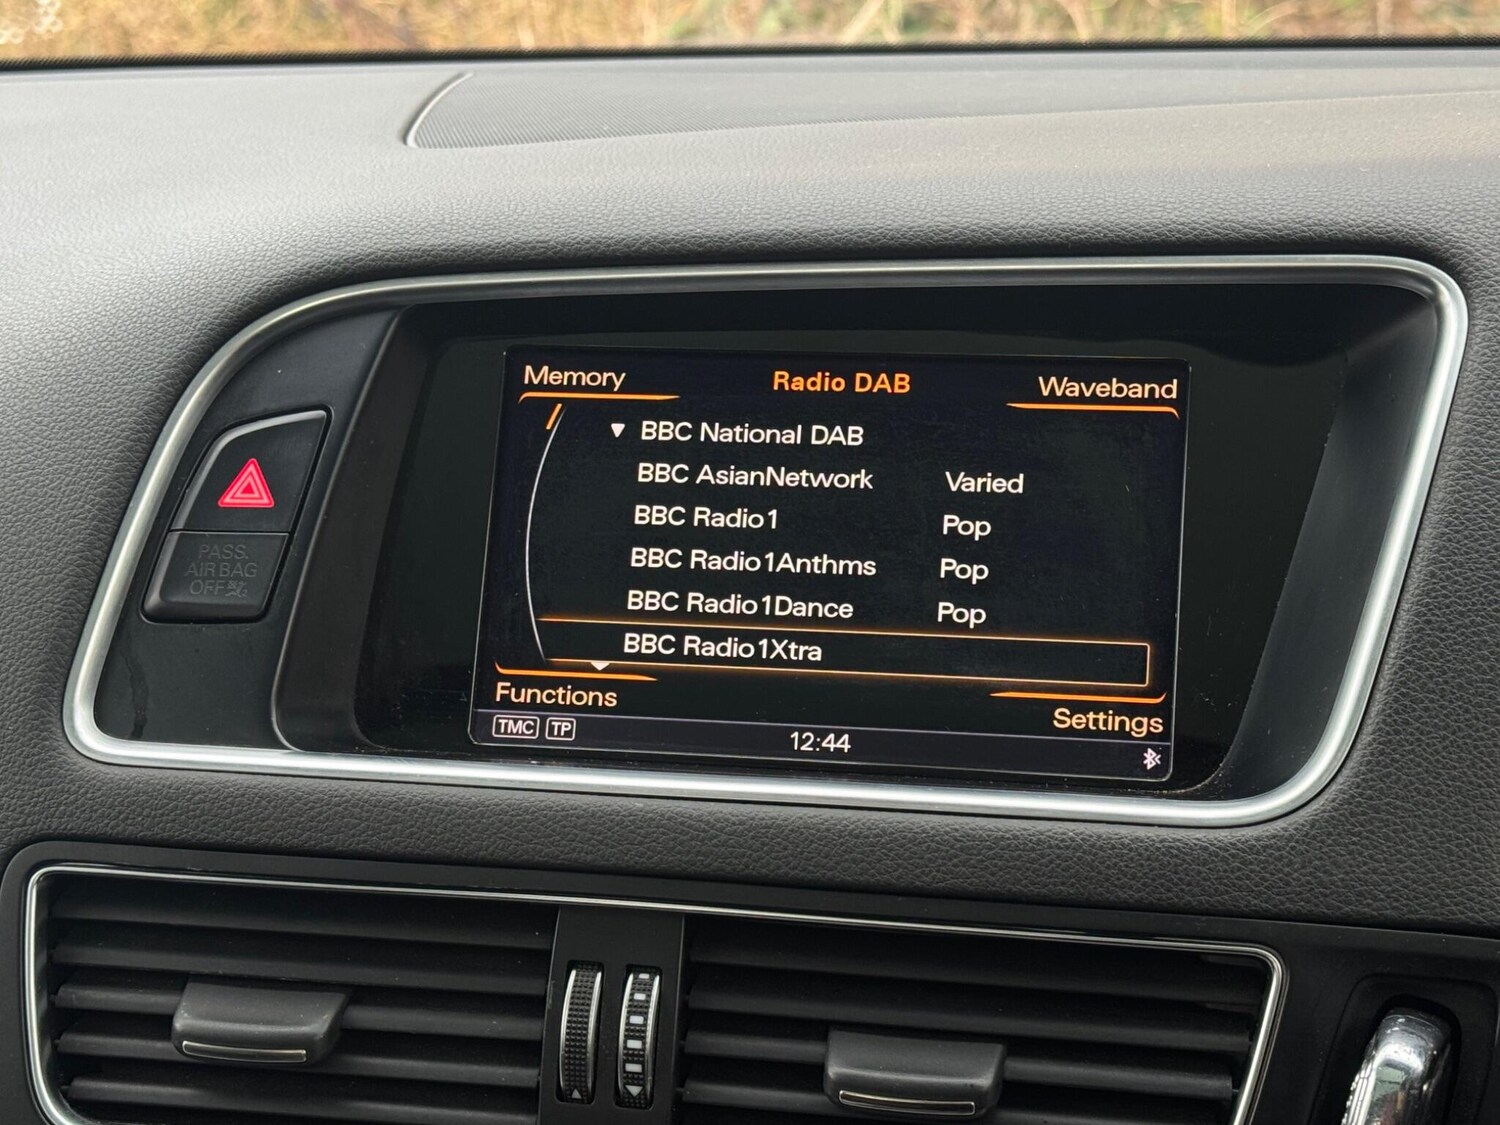 Memory Radio DAB Waveband
BBC National DAB
BBC AsianNetwork Varied
BBC Radio1 Pop
BBC Radio1Anthms Pop
BBC Radio1Dance Pop
BBC Radio1Xtra
Functions Settings
TMC TP 12:44
PASS.
AIR BAG
OFF